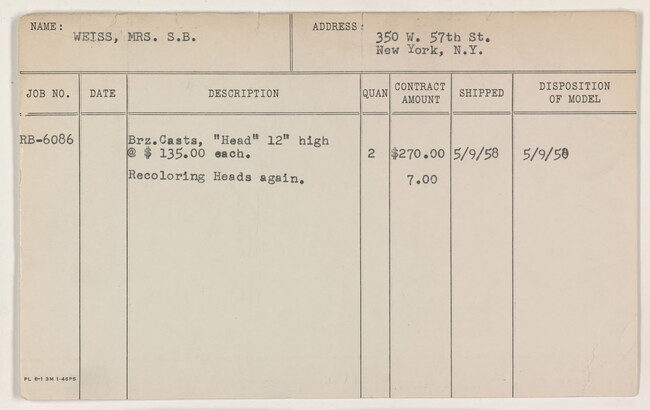 NAME: WEISS, MRS. S.B.
ADDRESS: 350 W. 57th St.
New York, N.Y.
JOB NO. DATE DESCRIPTION QUAN CONTRACT AMOUNT SHIPPED DISPOSITION OF MODEL
RB-6086 Brz.Casts, "Head" 12" high
@ $ 135.00 each. 2 $270.00 5/9/58 5/9/58
Recoloring Heads again. 7.00